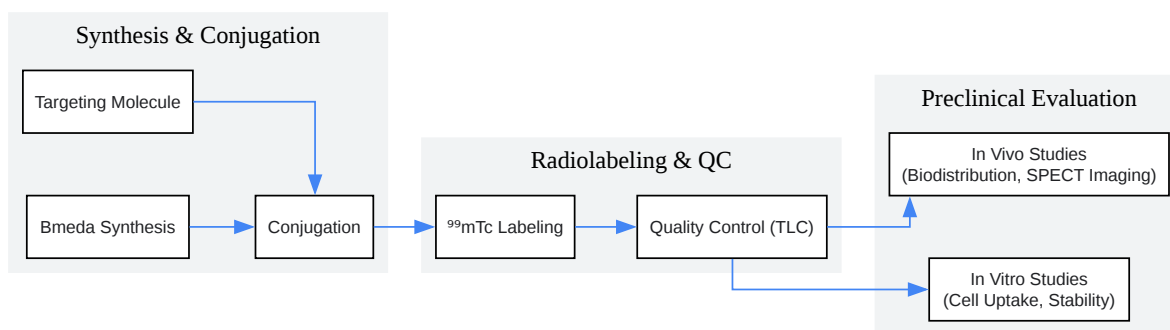 Synthesis & Conjugation
Targeting Molecule
Bmeda Synthesis
Conjugation
Radiolabeling & QC
⁹⁹mTc Labeling
Quality Control (TLC)
Preclinical Evaluation
In Vivo Studies
(Biodistribution, SPECT Imaging)
In Vitro Studies
(Cell Uptake, Stability)